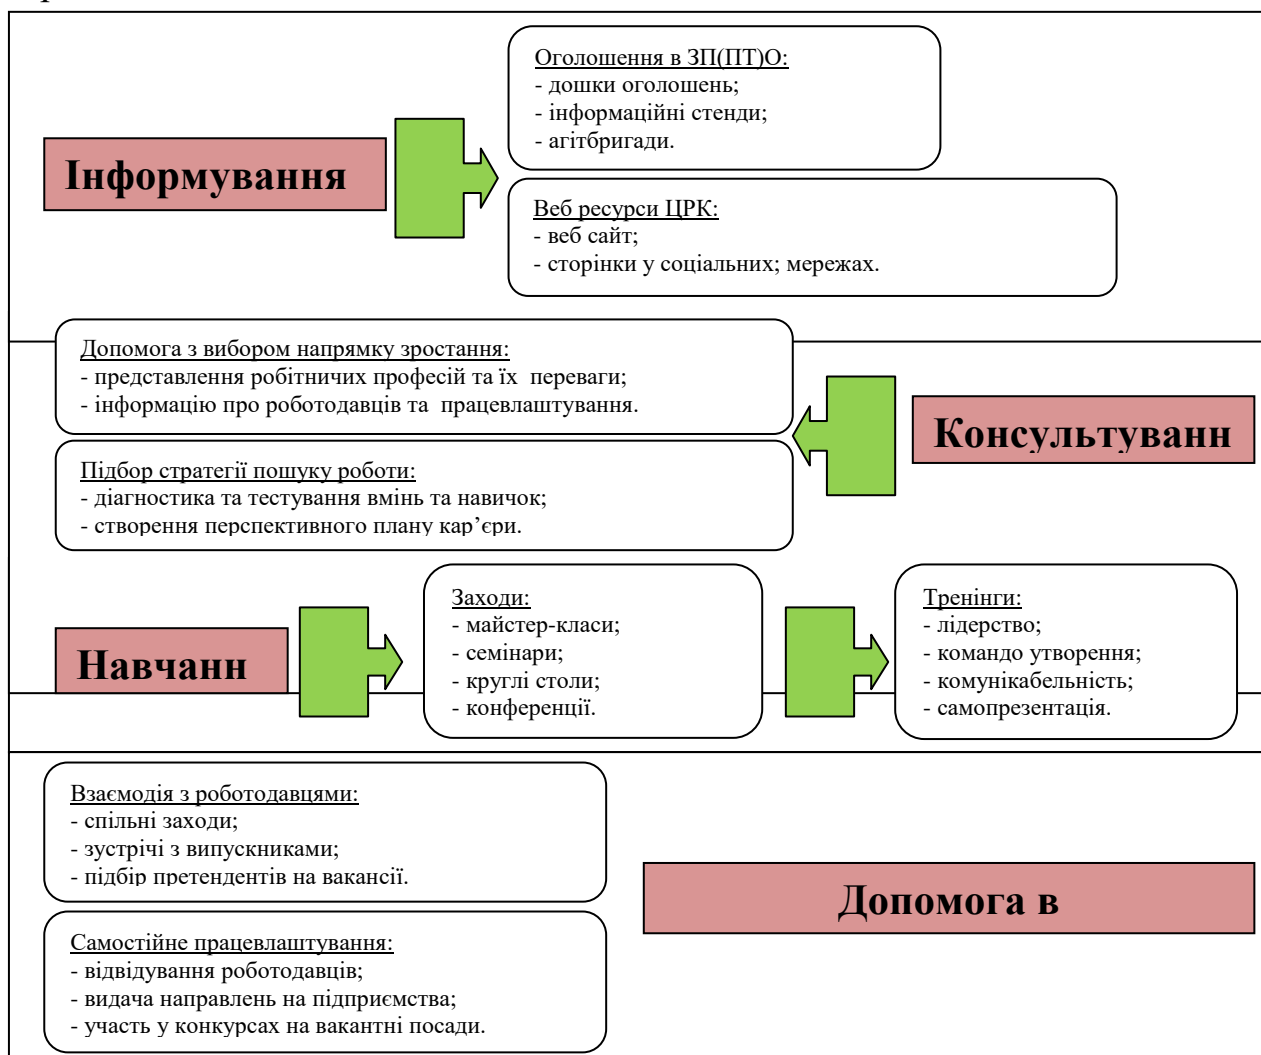 Інформування
Оголошення в ЗП(ПТ)О:
- дошки оголошень;
- інформаційні стенди;
- агітбригади.
Веб ресурси ЦРК:
- веб сайт;
- сторінки у соціальних; мережах.
Допомога з вибором напрямку зростання:
- представлення робітничих професій та їх переваги;
- інформацію про роботодавців та працевлаштування.
Консультуванн
Підбор стратегії пошуку роботи:
- діагностика та тестування вмінь та навичок;
- створення перспективного плану кар’єри.
Навчанн
Заходи:
- майстер-класи;
- семінари;
- круглі столи;
- конференції.
Тренінги:
- лідерство;
- командо утворення;
- комунікабельність;
- самопрезентація.
Взаємодія з роботодавцями:
- спільні заходи;
- зустрічі з випускниками;
- підбір претендентів на вакансії.
Допомога в
Самостійне працевлаштування:
- відвідування роботодавців;
- видача направлень на підприємства;
- участь у конкурсах на вакантні посади.